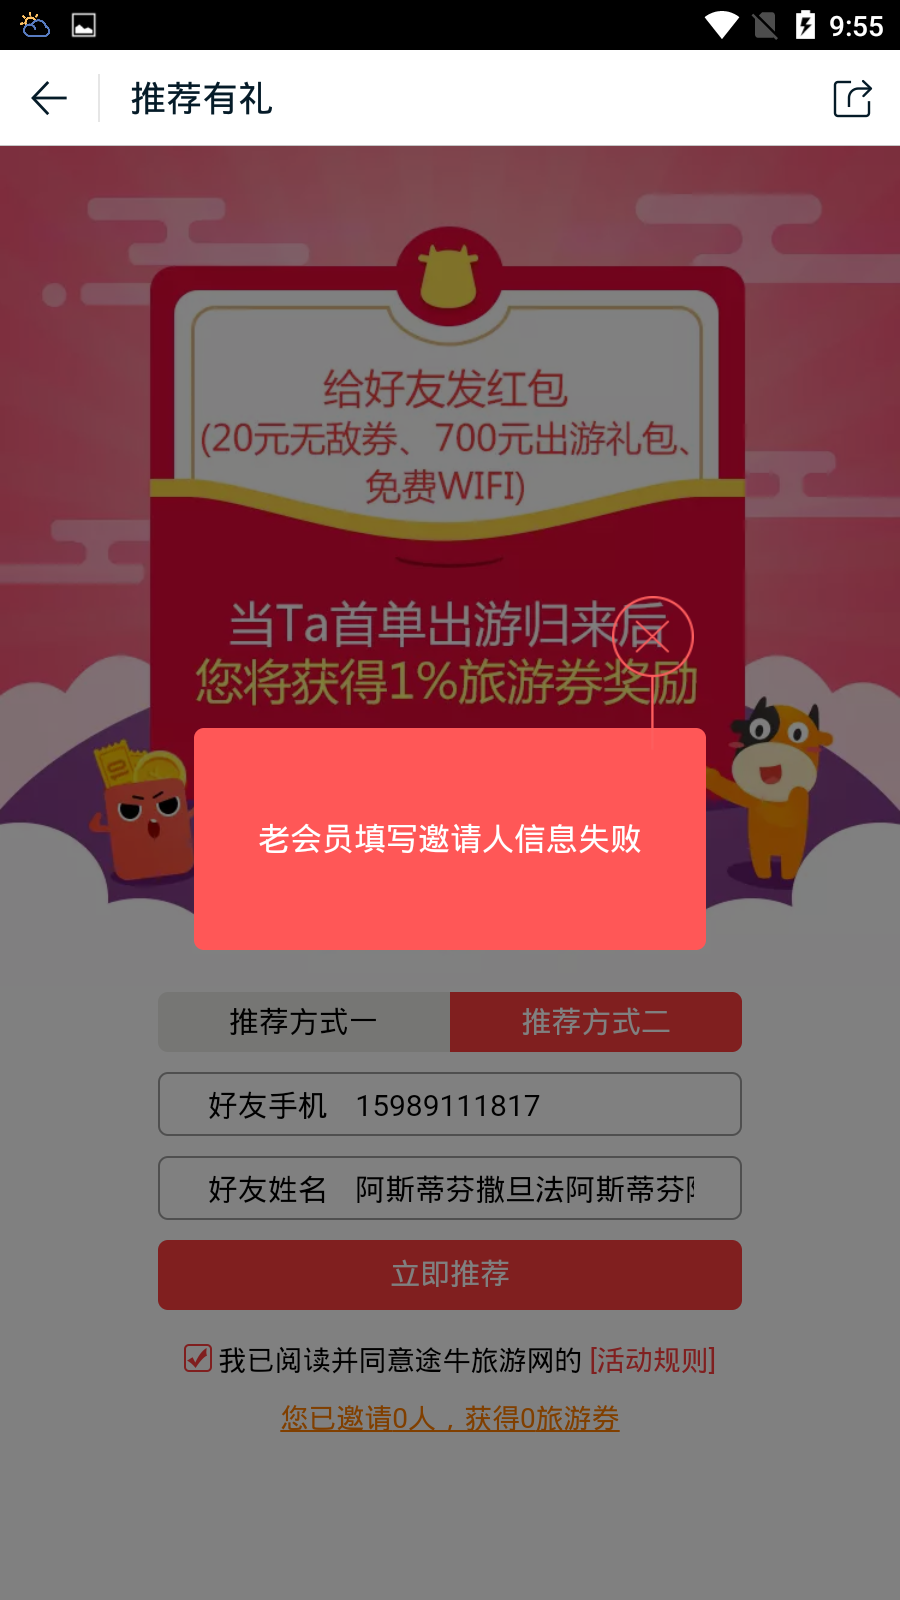 9:55
推荐有礼
给好友发红包
(20元无敌券、700元出游礼包、
免费WIFI)
当Ta首单出游归来后
您将获得1%旅游券奖励
老会员填写邀请人信息失败
推荐方式一
推荐方式二
好友手机 15989111817
好友姓名 阿斯蒂芬撒旦法阿斯蒂芬
立即推荐
我已阅读并同意途牛旅游网的 [活动规则]
您已邀请0人，获得0旅游券